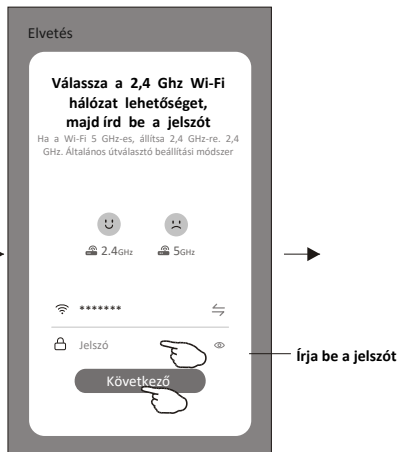 Elvetés
Válassza a 2,4 Ghz Wi-Fi
hálózat lehetőséget,
majd írd be a jelszót
Ha a Wi-Fi 5 GHz-es, állítsa 2,4 GHz-re. 2,4
GHz. Általános útválasztó beállítási módszer
2.4GHz 5GHz
*******
Jelszó
Írja be a jelszót
Következő